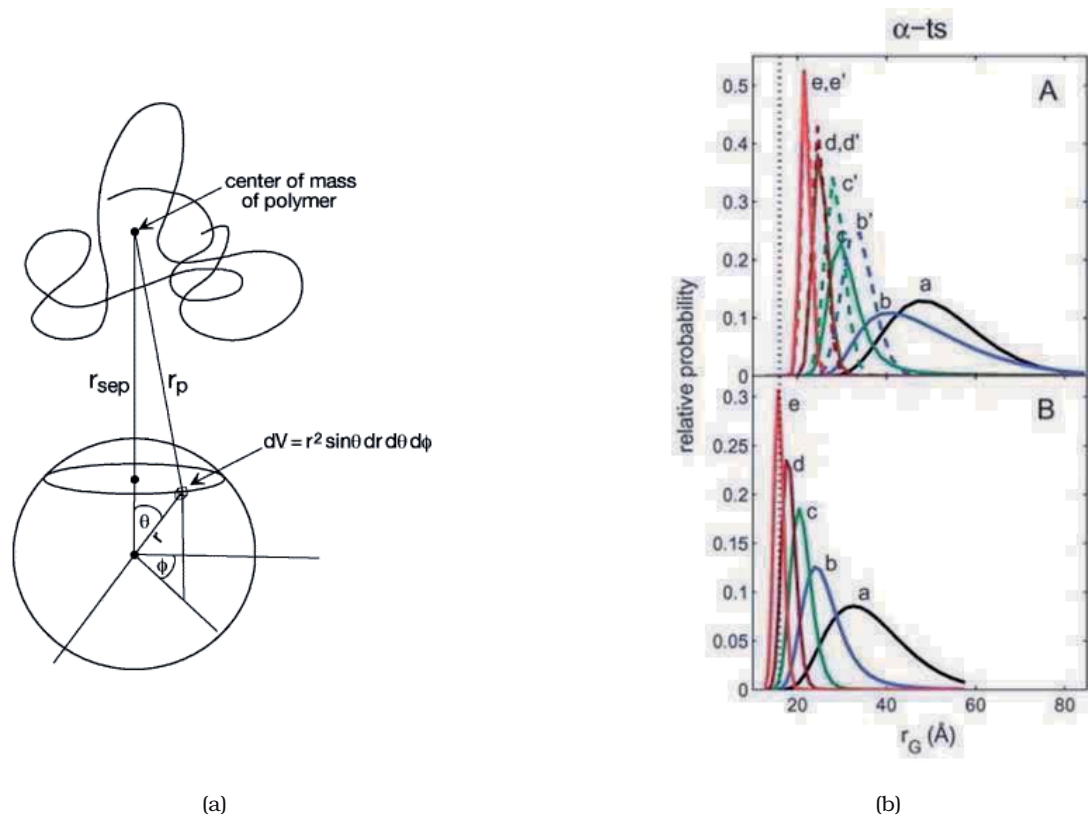 center of mass
of polymer
r_sep
r_p
dV = r² sinθ dr dθ dϕ
θ
r
ϕ
(a)
α−ts
A
0.5
0.4
0.3
0.2
0.1
0
e,e'
d,d'
c'
b'
c
b
a
relative probability
B
0.3
0.25
0.2
0.15
0.1
0.05
0
e
d
c
b
a
20 40 60 80
r_G (Å)
(b)